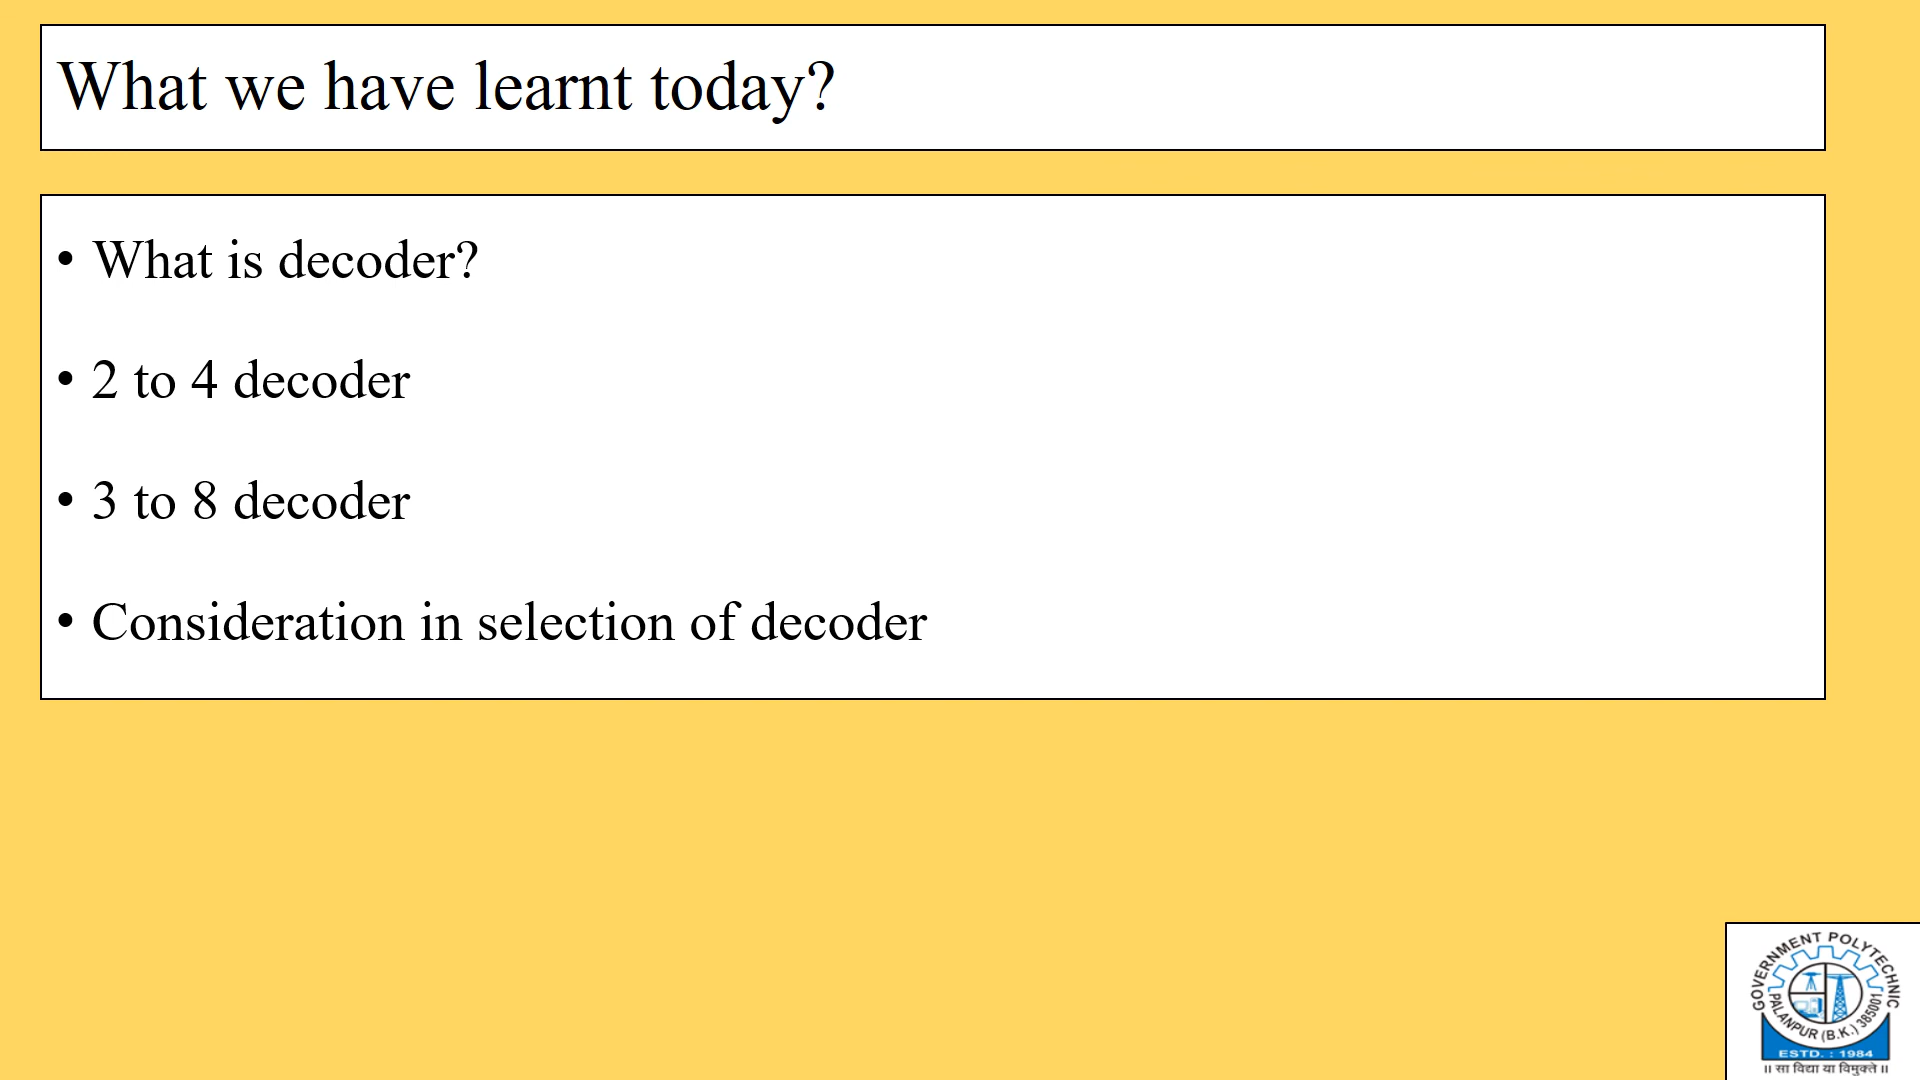 What we have learnt today?
• What is decoder?
• 2 to 4 decoder
• 3 to 8 decoder
• Consideration in selection of decoder
GOVERNMENT POLYTECHNIC
PALANPUR (B.K.) 385001
ESTD. : 1984
॥ सा विद्या या विमुक्ते ॥